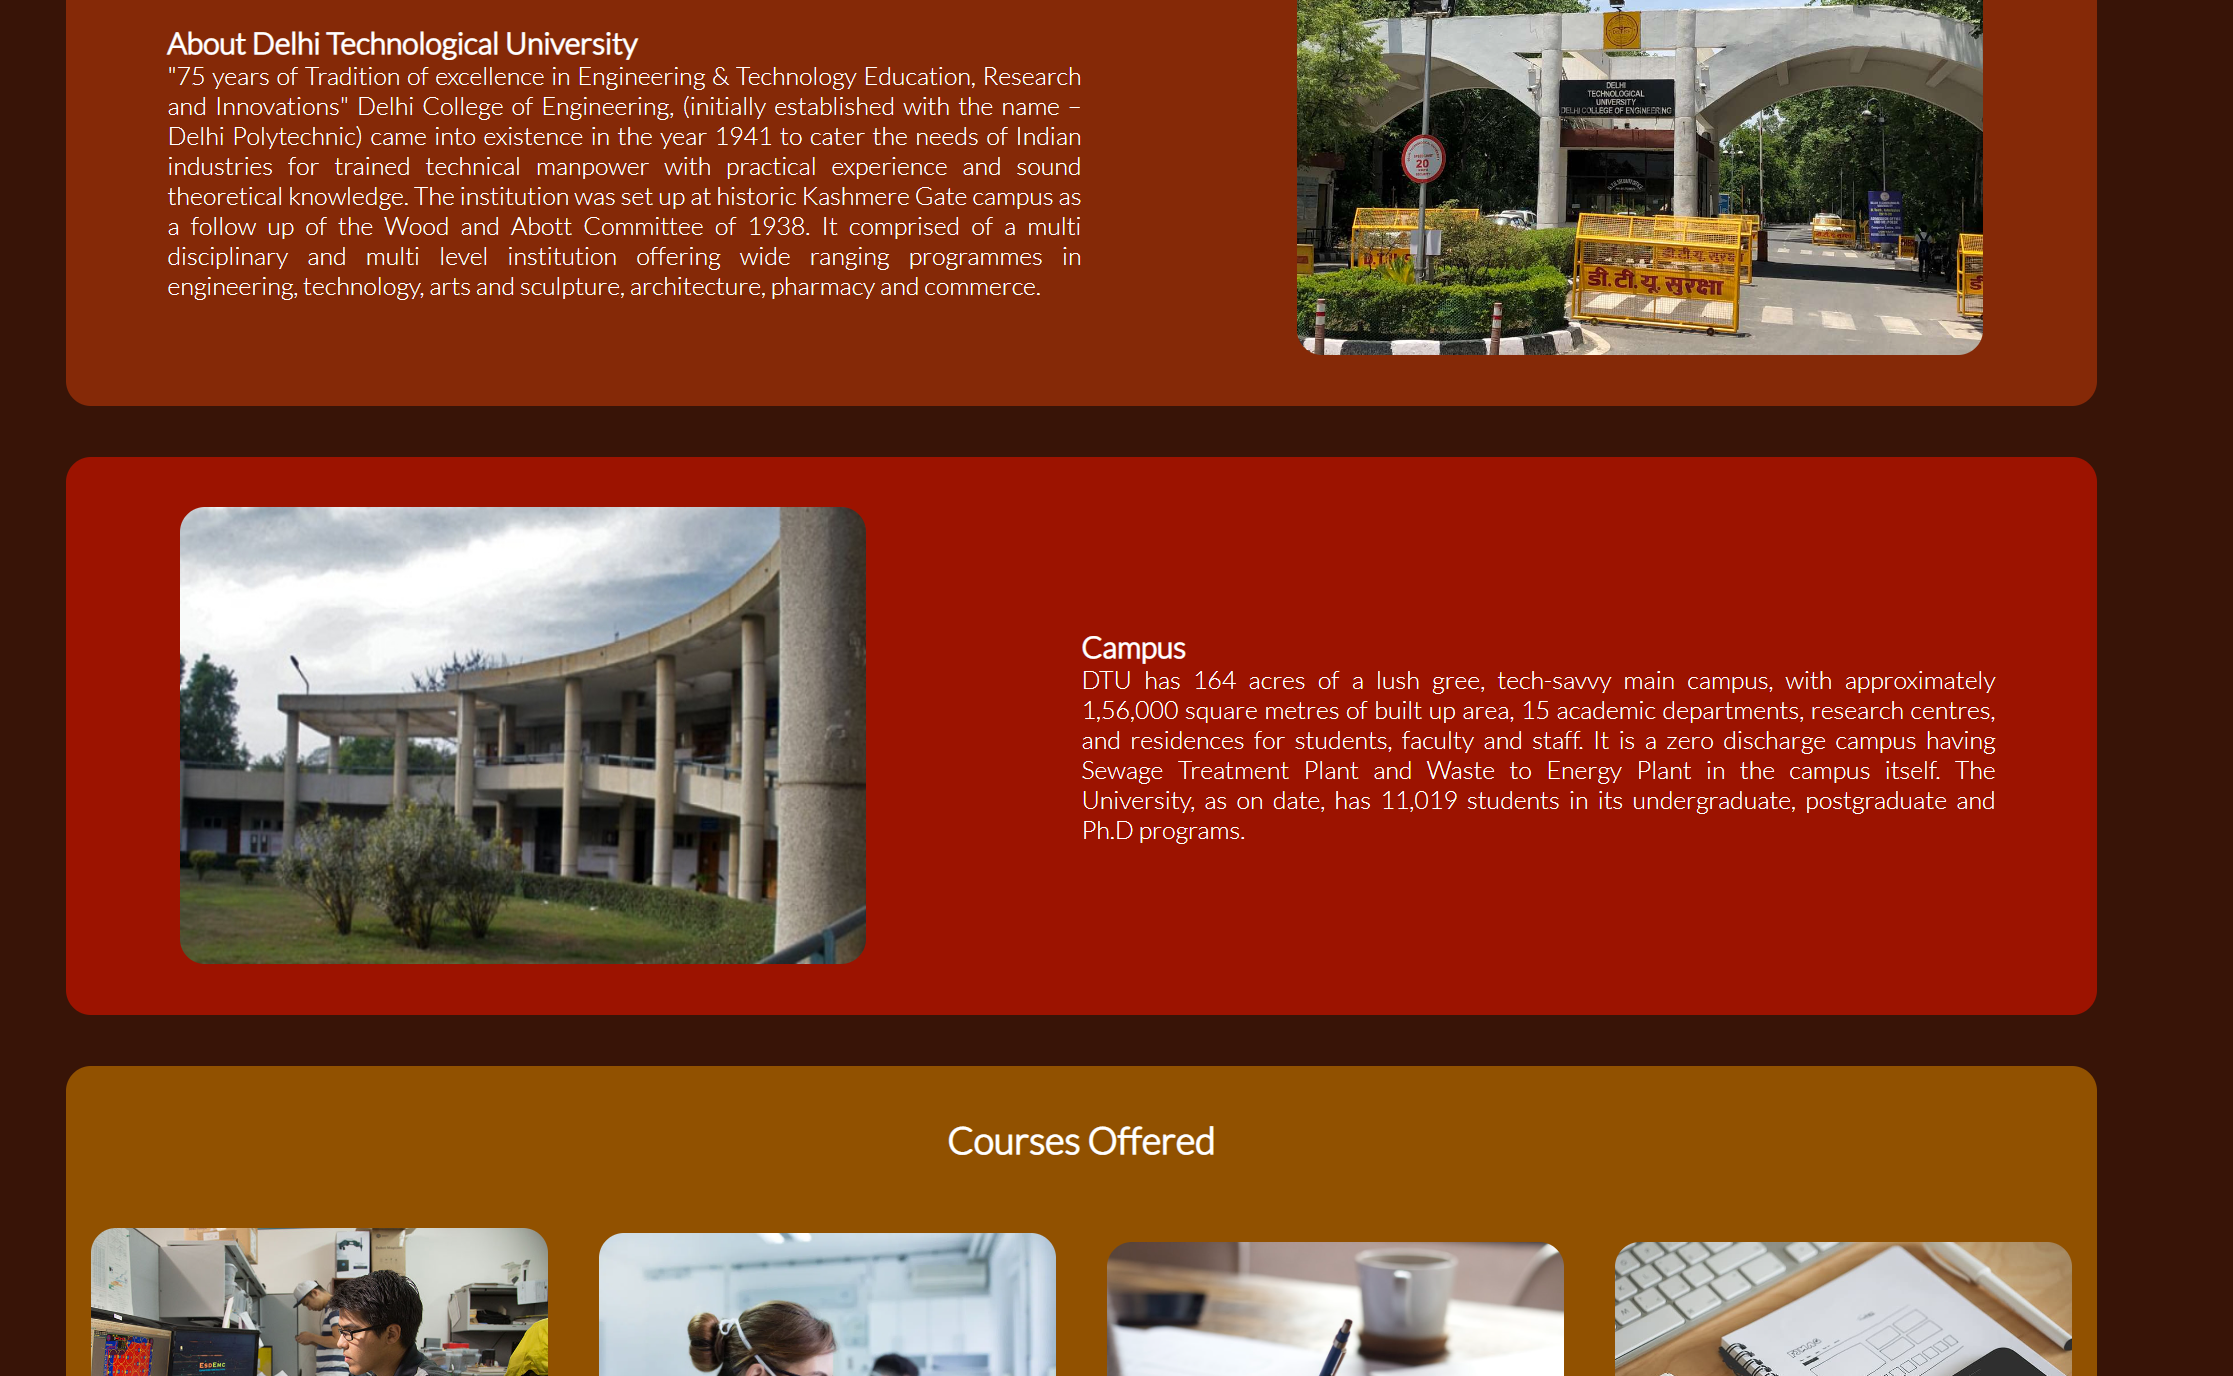 About Delhi Technological University
"75 years of Tradition of excellence in Engineering & Technology Education, Research
and Innovations" Delhi College of Engineering, (initially established with the name –
Delhi Polytechnic) came into existence in the year 1941 to cater the needs of Indian
industries for trained technical manpower with practical experience and sound
theoretical knowledge. The institution was set up at historic Kashmere Gate campus as
a follow up of the Wood and Abott Committee of 1938. It comprised of a multi
disciplinary and multi level institution offering wide ranging programmes in
engineering, technology, arts and sculpture, architecture, pharmacy and commerce.
DELHI
TECHNOLOGICAL
UNIVERSITY
DELHI COLLEGE OF ENGINEERING
20
डी.टी.यू. सुरक्षा
Campus
DTU has 164 acres of a lush gree, tech-savvy main campus, with approximately
1,56,000 square metres of built up area, 15 academic departments, research centres,
and residences for students, faculty and staff. It is a zero discharge campus having
Sewage Treatment Plant and Waste to Energy Plant in the campus itself. The
University, as on date, has 11,019 students in its undergraduate, postgraduate and
Ph.D programs.
Courses Offered
ESDEMC